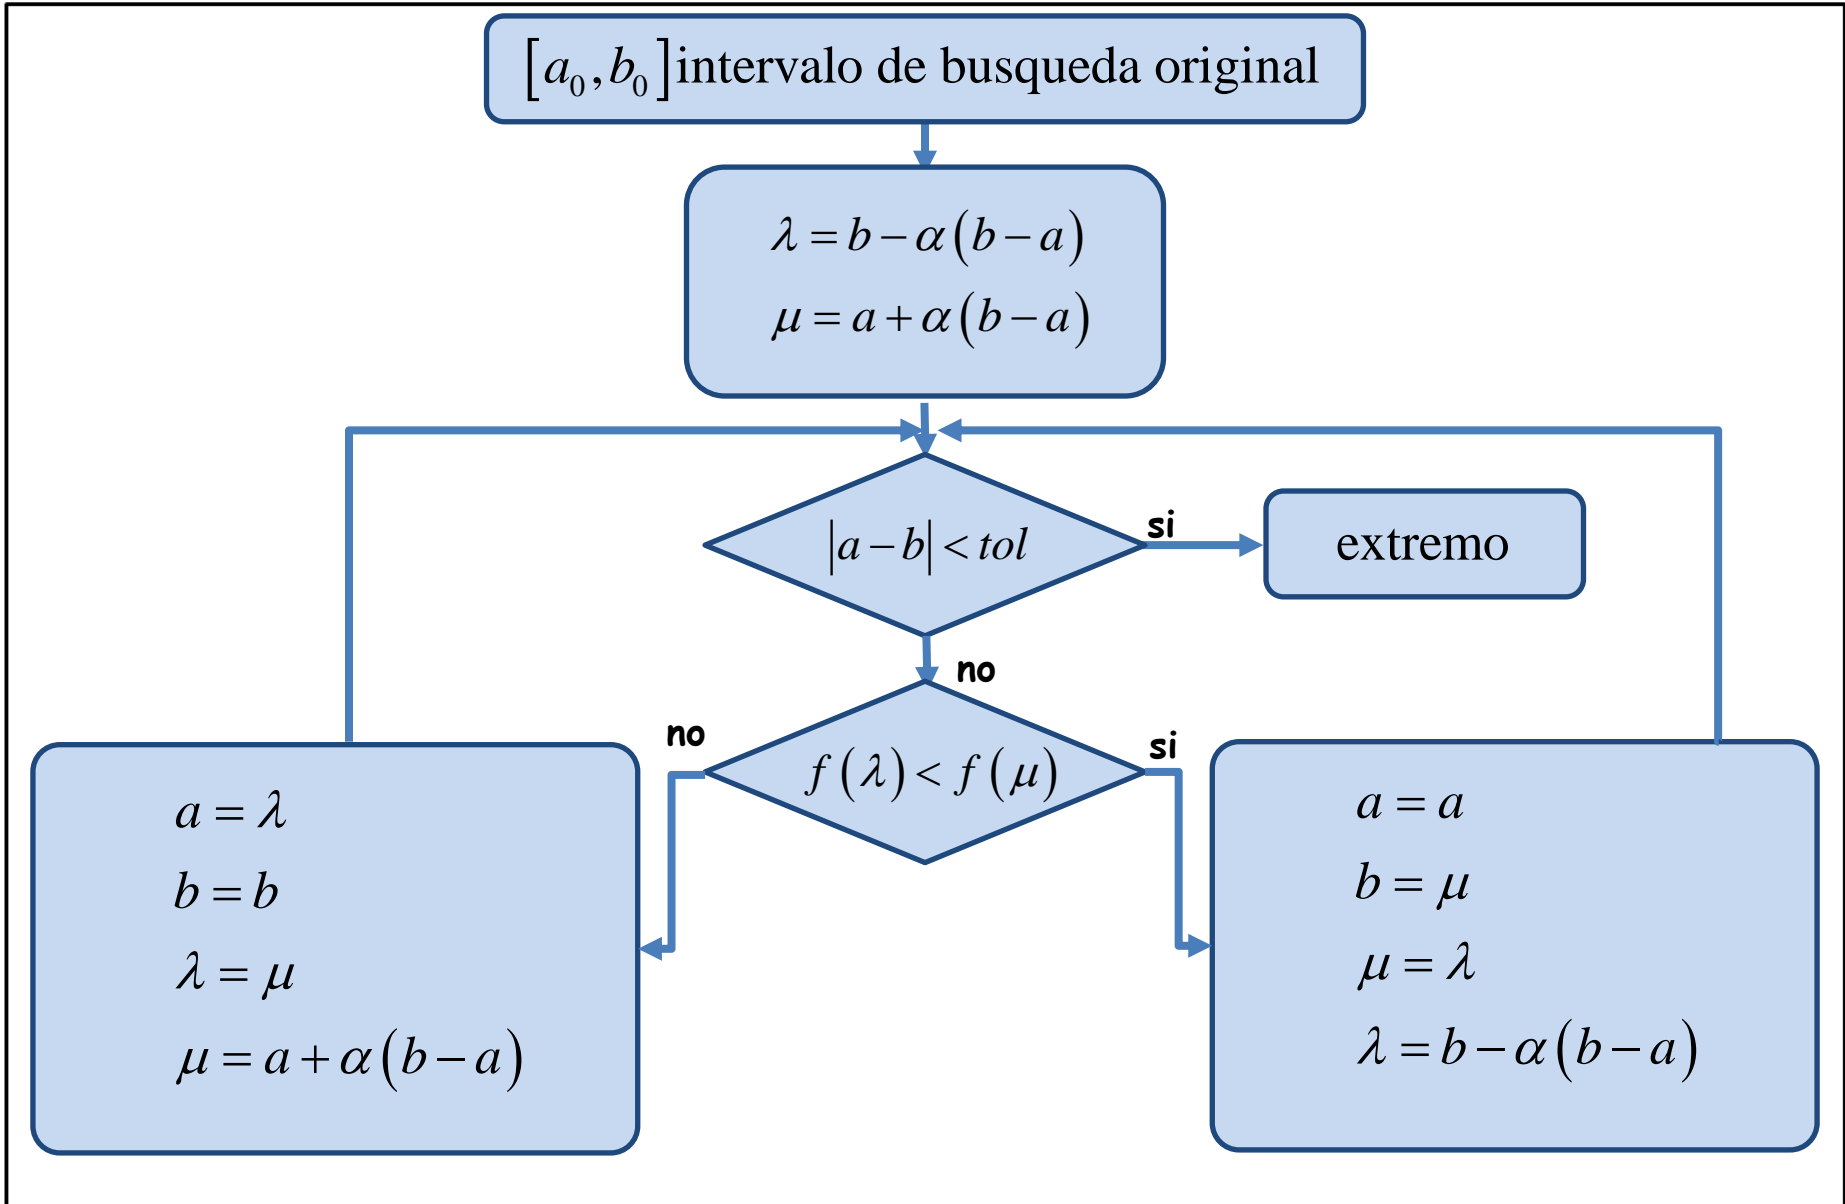 [a₀, b₀] intervalo de busqueda original
λ = b − α(b − a)
μ = a + α(b − a)
|a − b| < tol
si
extremo
no
f(λ) < f(μ)
no
si
a = λ
b = b
λ = μ
μ = a + α(b − a)
a = a
b = μ
μ = λ
λ = b − α(b − a)